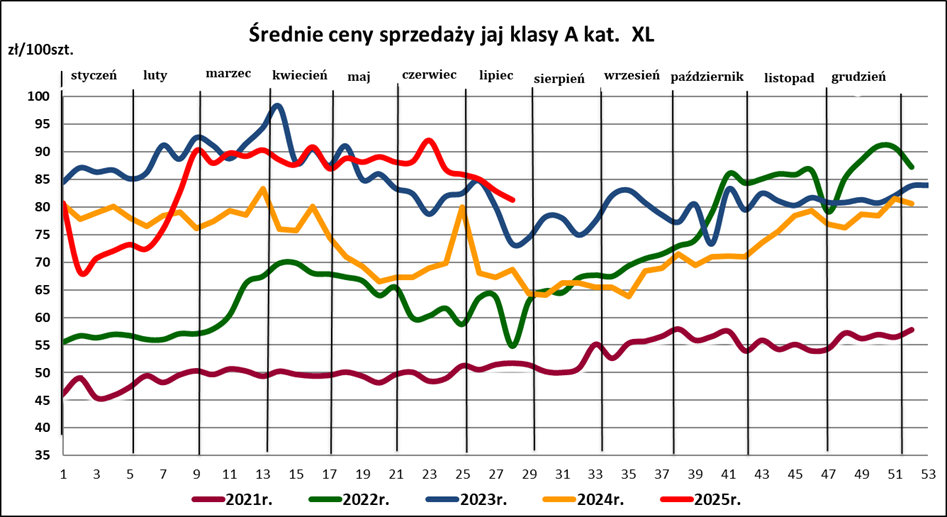 Średnie ceny sprzedaży jaj klasy A kat. XL
zł/100szt.
styczeń luty marzec kwiecień maj czerwiec lipiec sierpień wrzesień październik listopad grudzień
100
95
90
85
80
75
70
65
60
55
50
45
40
35
1 3 5 7 9 11 13 15 17 19 21 23 25 27 29 31 33 35 37 39 41 43 45 47 49 51 53
2021r. 2022r. 2023r. 2024r. 2025r.